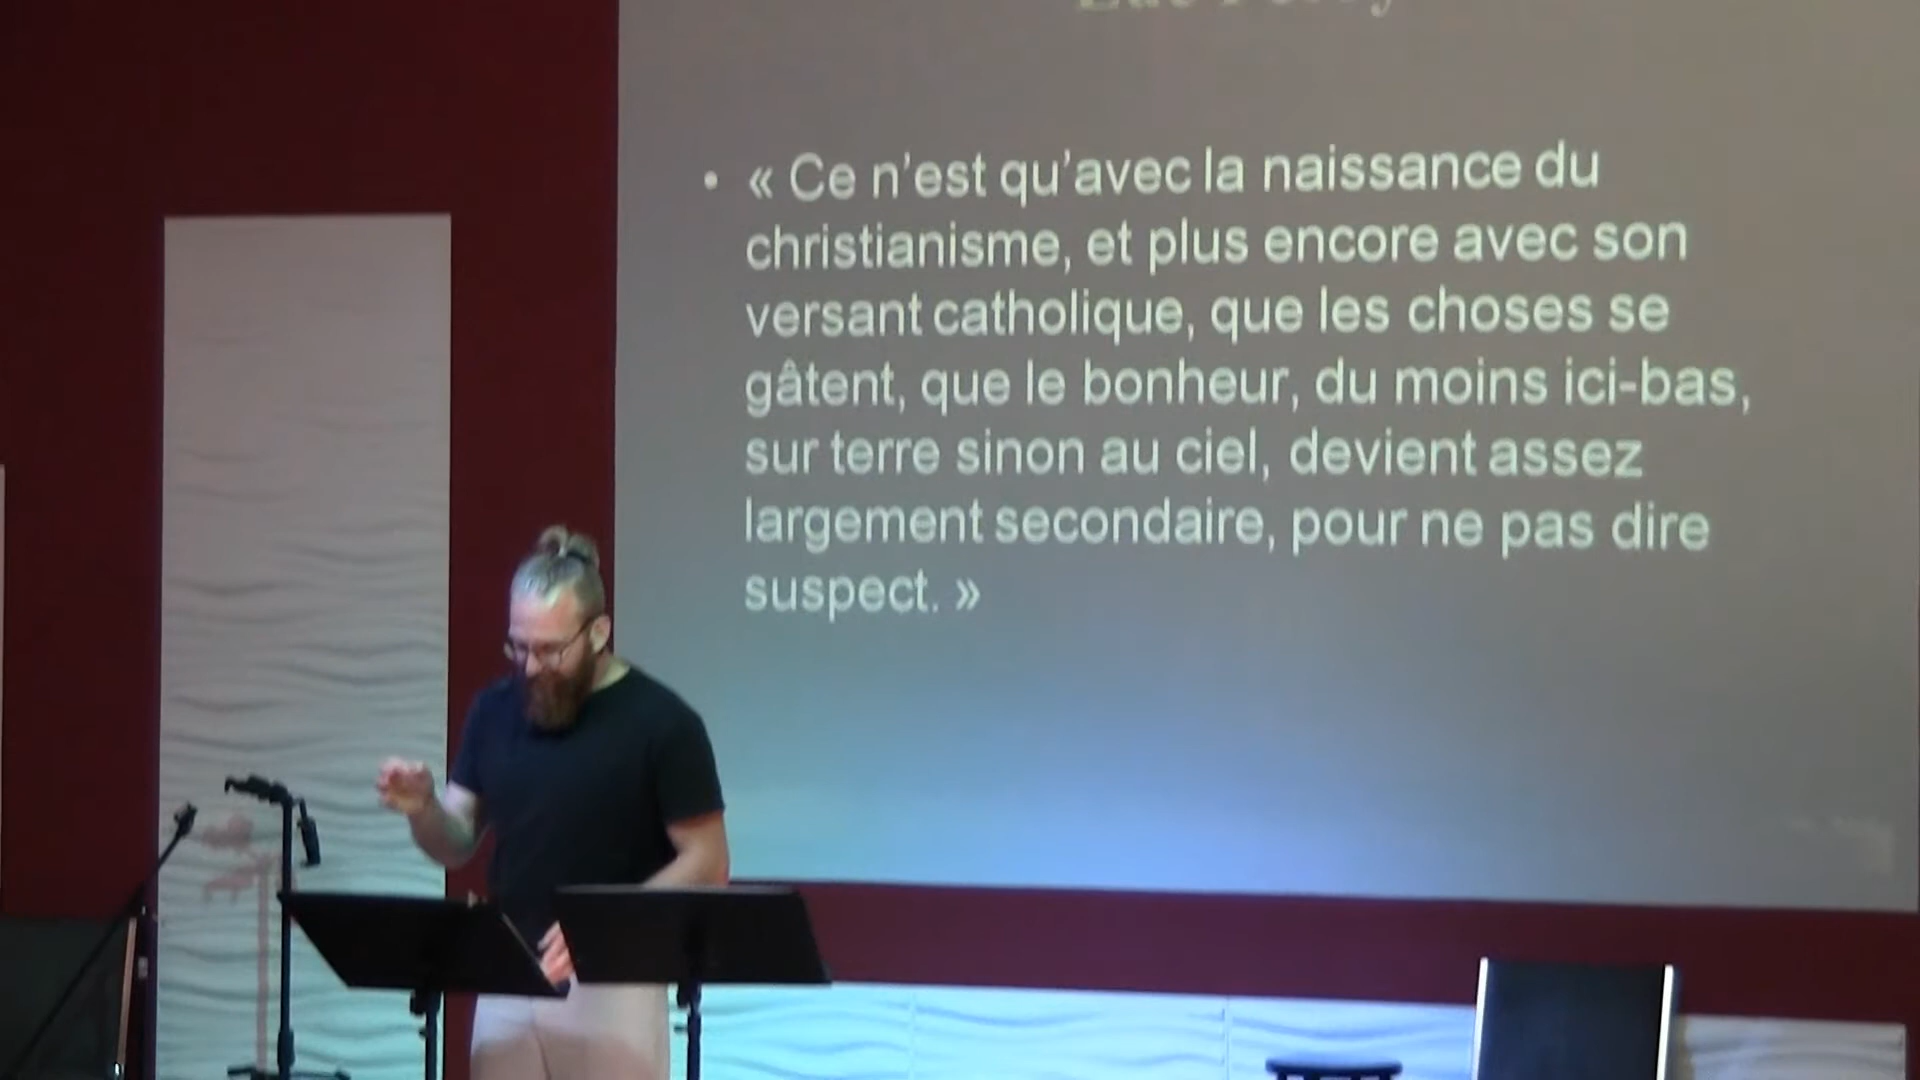 • « Ce n’est qu’avec la naissance du
christianisme, et plus encore avec son
versant catholique, que les choses se
gâtent, que le bonheur, du moins ici-bas,
sur terre sinon au ciel, devient assez
largement secondaire, pour ne pas dire
suspect. »